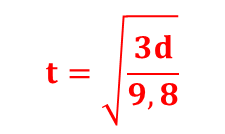 t = √(3d / 9,8)